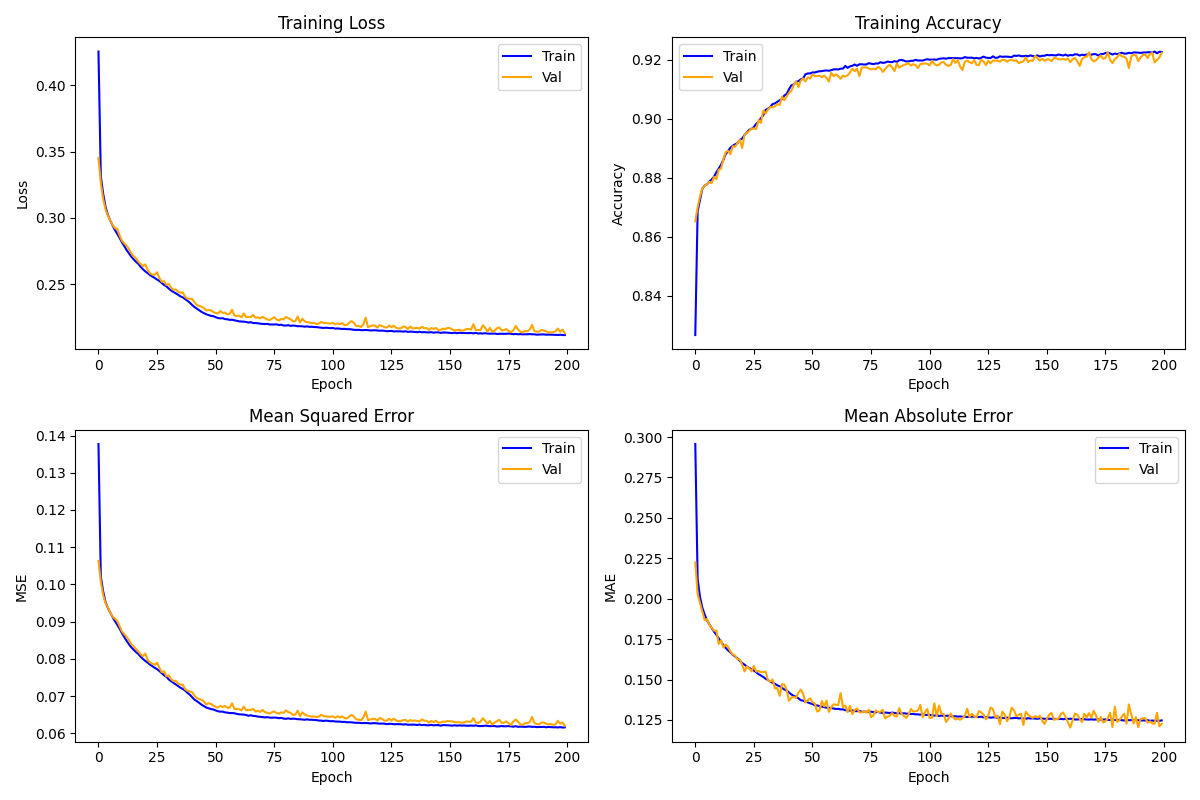 Training Loss
Train
Val
0.40
0.35
0.30
0.25
Loss
0 25 50 75 100 125 150 175 200
Epoch
Training Accuracy
Train
Val
0.92
0.90
0.88
0.86
0.84
Accuracy
0 25 50 75 100 125 150 175 200
Epoch
Mean Squared Error
Train
Val
0.14
0.13
0.12
0.11
0.10
0.09
0.08
0.07
0.06
MSE
0 25 50 75 100 125 150 175 200
Epoch
Mean Absolute Error
Train
Val
0.300
0.275
0.250
0.225
0.200
0.175
0.150
0.125
MAE
0 25 50 75 100 125 150 175 200
Epoch